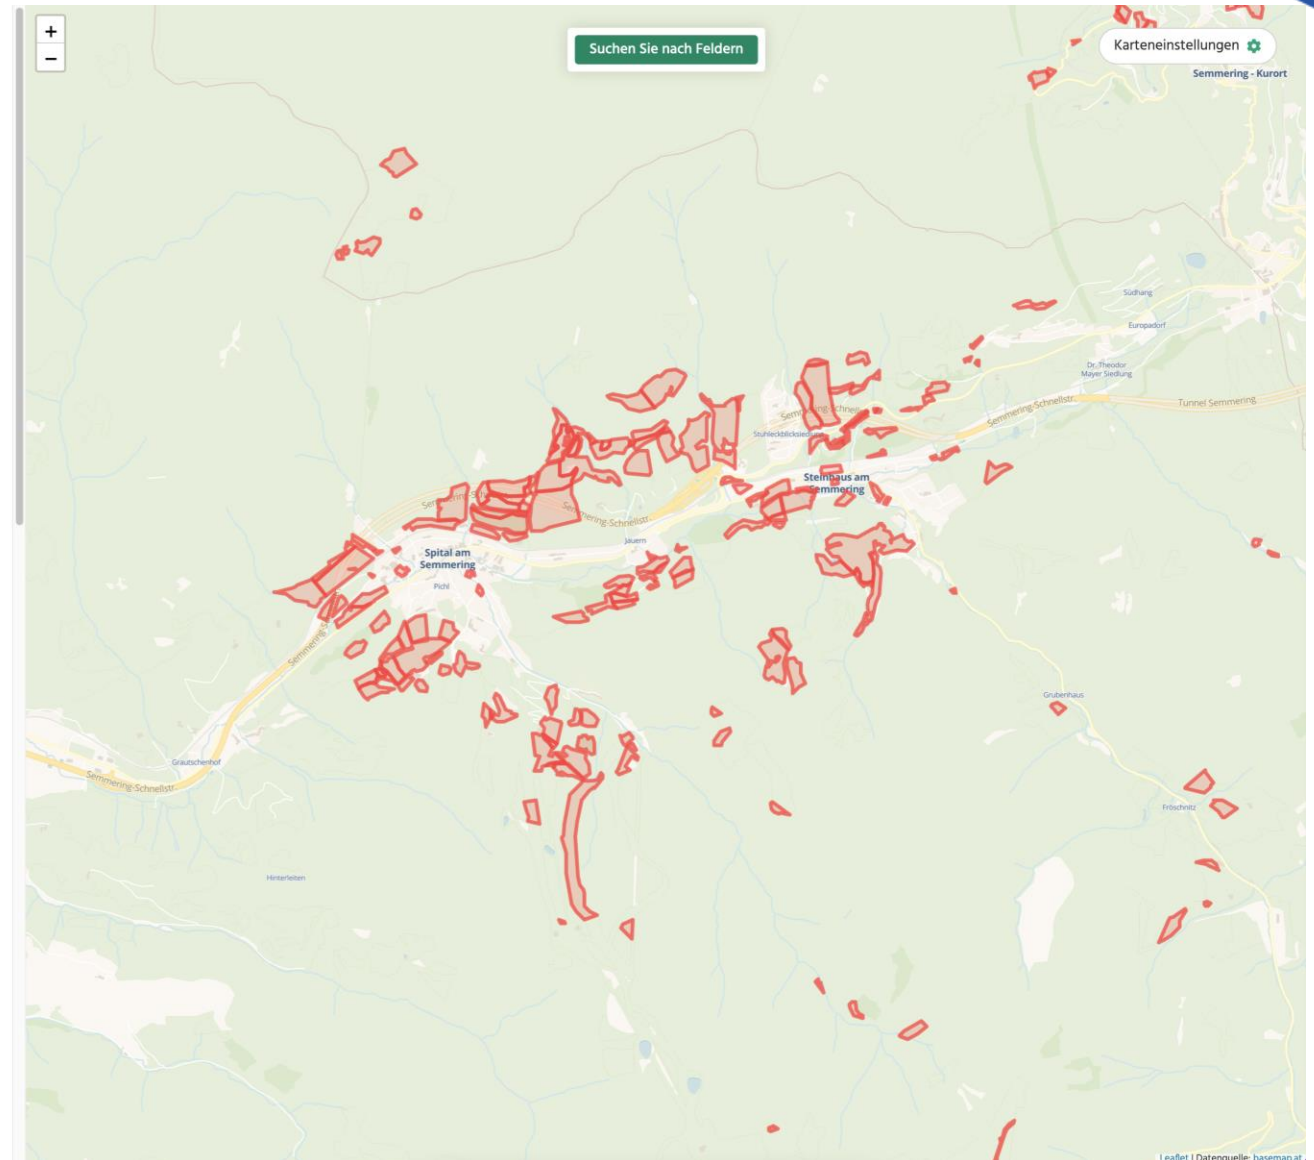 +
Suchen Sie nach Feldern
Karteneinstellungen
−
Semmering - Kurort
Südhang
Europadorf
Dr. Theodor
Mayer Siedlung
Tunnel Semmering
Semmering-Schnellstr.
Stuhleckblicksiedlung
Steinhaus am
Semmering
Semmering-Schnellstr.
Jauern
Spital am
Semmering
Pichl
Grubenhaus
Grautschenhof
Semmering-Schnellstr.
Fröschnitz
Hinterleiten
Leaflet | Datenquelle: basemap.at